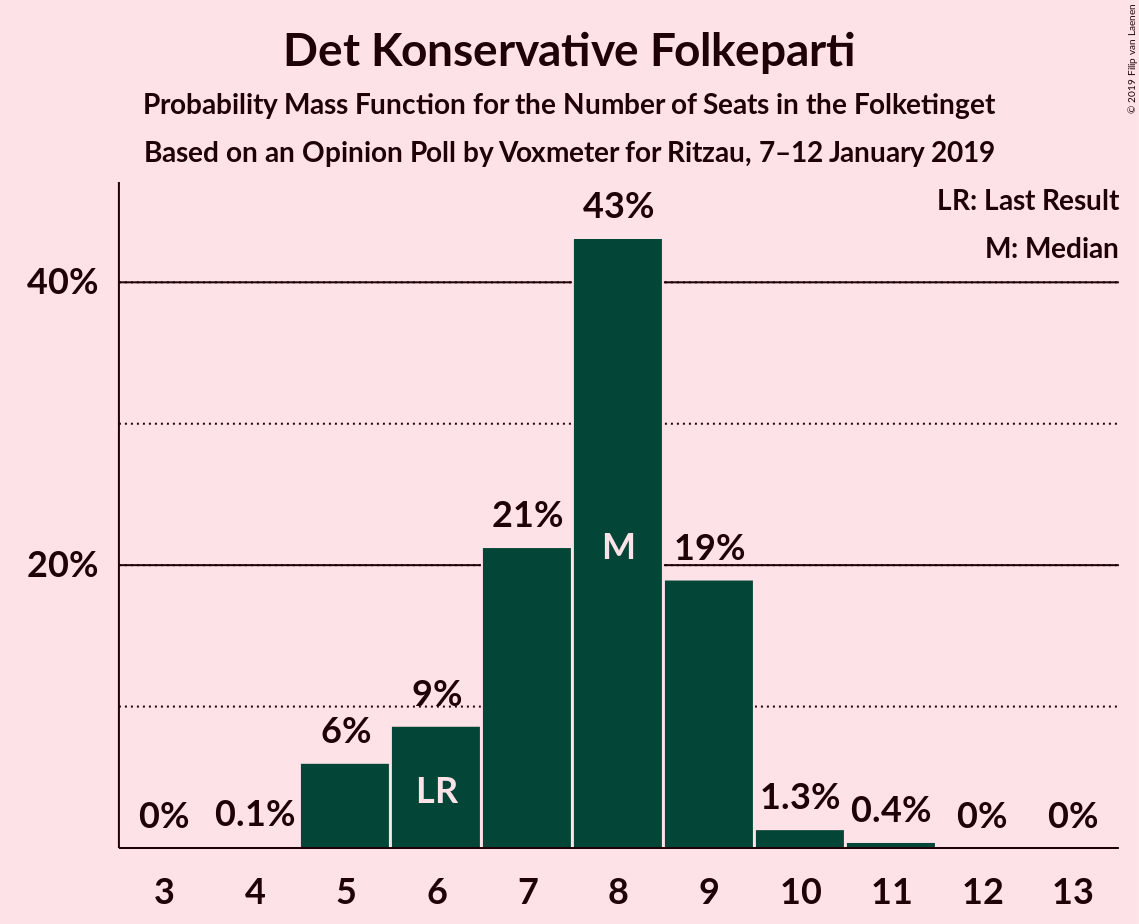 Det Konservative Folkeparti
Probability Mass Function for the Number of Seats in the Folketinget
Based on an Opinion Poll by Voxmeter for Ritzau, 7–12 January 2019
© 2019 Filip van Laenen
LR: Last Result
M: Median
40%
20%
0%
0.1%
6%
9%
21%
43%
19%
1.3%
0.4%
0%
0%
LR
M
3 4 5 6 7 8 9 10 11 12 13